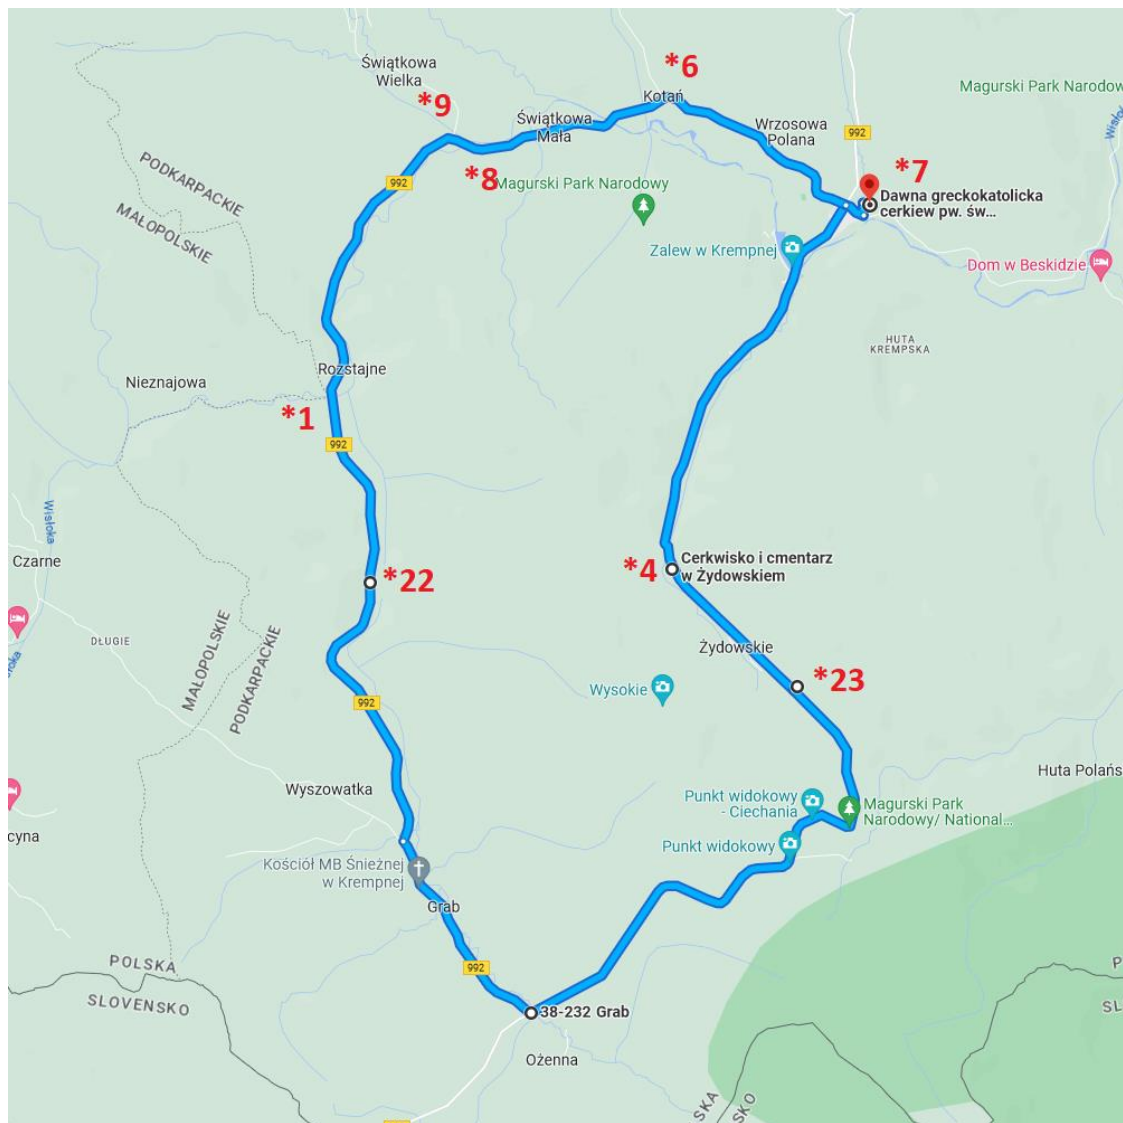 *6
Świątkowa
Wielka
*9
Kotań
Magurski Park Narodow
Świątkowa
Mała
Wrzosowa
Polana
992
PODKARPACKIE
MAŁOPOLSKIE
992
*8
Magurski Park Narodowy
*7
Dawna greckokatolicka
cerkiew pw. św...
Zalew w Krempnej
Dom w Beskidzie
HUTA
KREMPSKA
Rozstajne
Nieznajowa
*1
992
Wisłoka
Czarne
*22
*4
Cerkwisko i cmentarz
w Żydowskiem
DŁUGIE
MAŁOPOLSKIE
PODKARPACKIE
Żydowskie
*23
Wysokie
992
Wyszowatka
Huta Polańs
Punkt widokowy
- Ciechania
Magurski Park
Narodowy/ National...
cyna
Punkt widokowy
Kościół MB Śnieżnej
w Krempnej
Grab
992
POLSKA
SLOVENSKO
38-232 Grab
Ożenna
SKA
SKO
P
SL